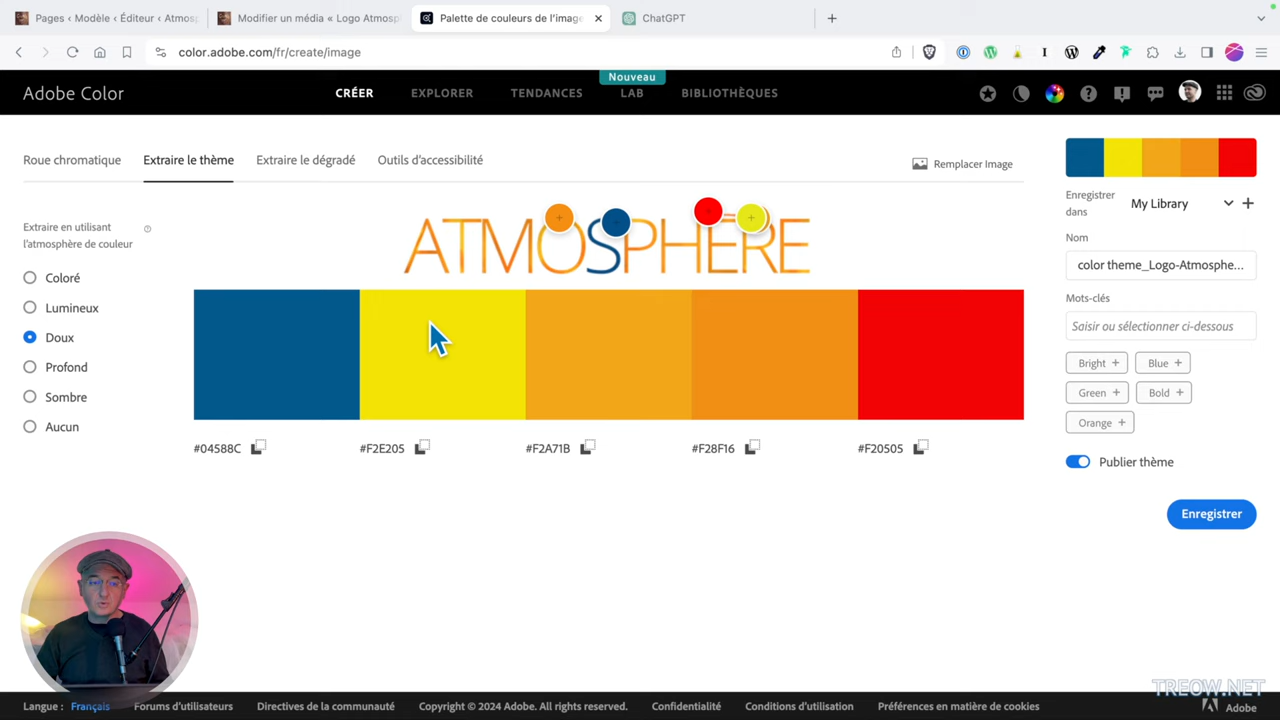 Pages ‹ Modèle ‹ Éditeur ‹ Atmosp
Modifier un média « Logo Atmosph
Palette de couleurs de l'image
ChatGPT
color.adobe.com/fr/create/image
Nouveau
Adobe Color
CRÉER
EXPLORER
TENDANCES
LAB
BIBLIOTHÈQUES
Roue chromatique
Extraire le thème
Extraire le dégradé
Outils d'accessibilité
Remplacer Image
Extraire en utilisant
l'atmosphère de couleur
Coloré
Lumineux
Doux
Profond
Sombre
Aucun
ATMOSPHÈRE
#04588C
#F2E205
#F2A71B
#F28F16
#F20505
Enregistrer
dans
My Library
Nom
color theme_Logo-Atmosphe...
Mots-clés
Saisir ou sélectionner ci-dessous
Bright +
Blue +
Green +
Bold +
Orange +
Publier thème
Enregistrer
TREOW.NET
Langue : Français
Forums d'utilisateurs
Directives de la communauté
Copyright © 2024 Adobe. All rights reserved.
Confidentialité
Conditions d'utilisation
Préférences en matière de cookies
Adobe